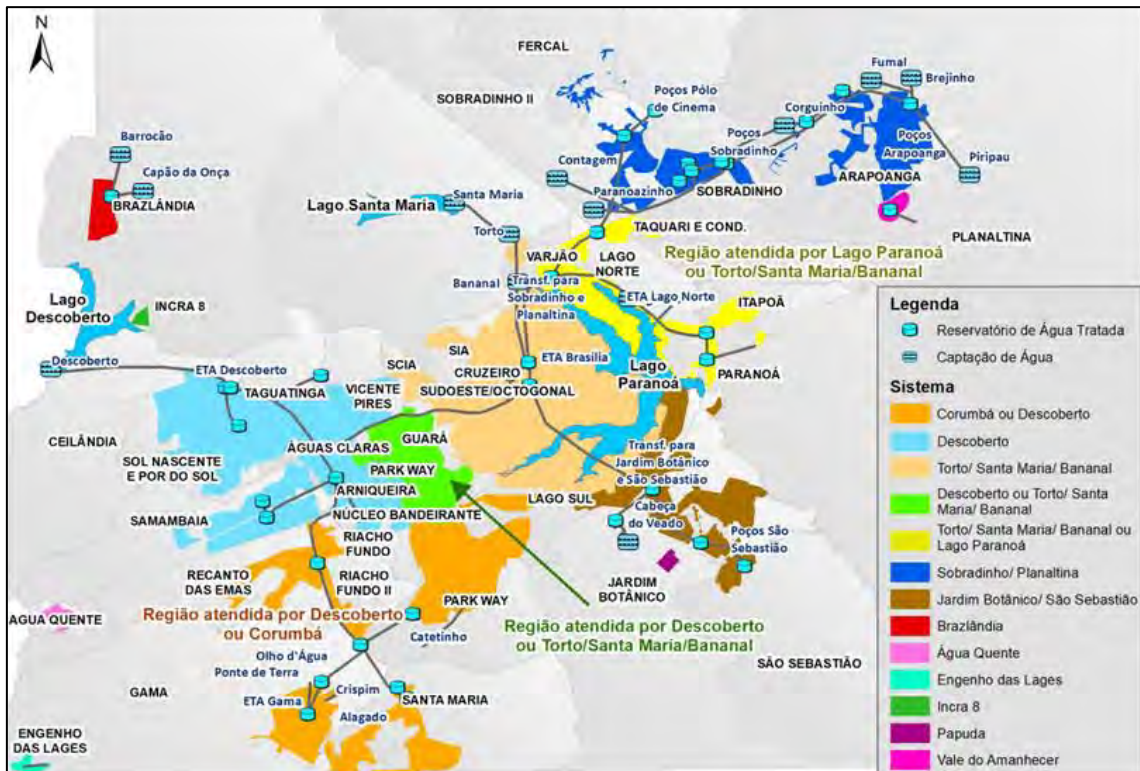 N
FERCAL
SOBRADINHO II
Poços Pólo
de Cinema
Fumal
Brejinho
Corguinho
Barrocão
Capão da Onça
BRAZLÂNDIA
Contagem
Poços
Sobradinho
Paranoazinho
SOBRADINHO
Poços
Arapoanga
ARAPOANGA
Piripau
PLANALTINA
Santa Maria
Lago Santa Maria
Torto
TAQUARI E COND.
VARJÃO
LAGO
NORTE
Região atendida por Lago Paranoá
ou Torto/Santa Maria/Bananal
Bananal
Transf. para
Sobradinho e
Planaltina
ETA Lago Norte
ITAPOÃ
Lago
Descoberto
INCRA 8
Descoberto
ETA Descoberto
TAGUATINGA
VICENTE
PIRES
SCIA
SIA
CRUZEIRO
SUDOESTE/OCTOGONAL
ETA Brasilia
Lago
Paranoá
PARANOÁ
CEILÂNDIA
SOL NASCENTE
E POR DO SOL
ÁGUAS CLARAS
GUARÁ
PARK WAY
ARNIQUEIRA
SAMAMBAIA
NÚCLEO BANDEIRANTE
LAGO SUL
Transf. para
Jardim Botânico
e São Sebastião
Cabeça
do Veado
Poços São
Sebastião
RIACHO
FUNDO
RECANTO
DAS EMAS
RIACHO
FUNDO II
PARK WAY
JARDIM
BOTÂNICO
AGUA QUENTE
Região atendida por Descoberto
ou Corumbá
Catetinho
Região atendida por Descoberto
ou Torto/Santa Maria/Bananal
SÃO SEBASTIÃO
Olho d'Água
Ponte de Terra
GAMA
Crispim
ETA Gama
SANTA MARIA
Alagado
ENGENHO
DAS LAGES
Legenda
Reservatório de Água Tratada
Captação de Água
Sistema
Corumbá ou Descoberto
Descoberto
Torto/ Santa Maria/ Bananal
Descoberto ou Torto/ Santa
Maria/ Bananal
Torto/ Santa Maria/ Bananal ou
Lago Paranoá
Sobradinho/ Planaltina
Jardim Botânico/ São Sebastião
Brazlândia
Água Quente
Engenho das Lages
Incra 8
Papuda
Vale do Amanhecer